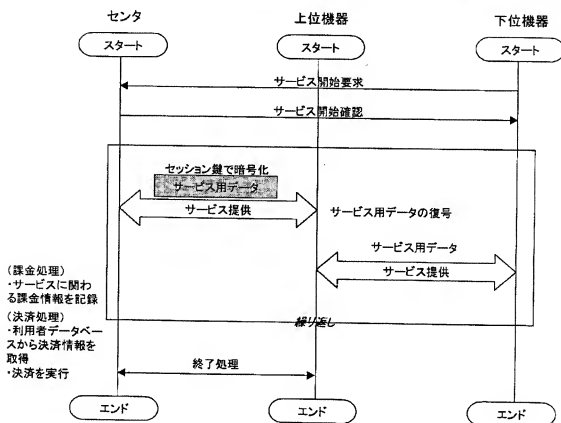 センタ
上位機器
下位機器
スタート
スタート
スタート
サービス開始要求
サービス開始確認
セッション鍵で暗号化
サービス用データ
サービス提供
サービス用データの復号
サービス用データ
サービス提供
(課金処理)
・サービスに関わ
る課金情報を記録
(決済処理)
・利用者データベー
スから決済情報を
取得
・決済を実行
繰り返し
終了処理
エンド
エンド
エンド